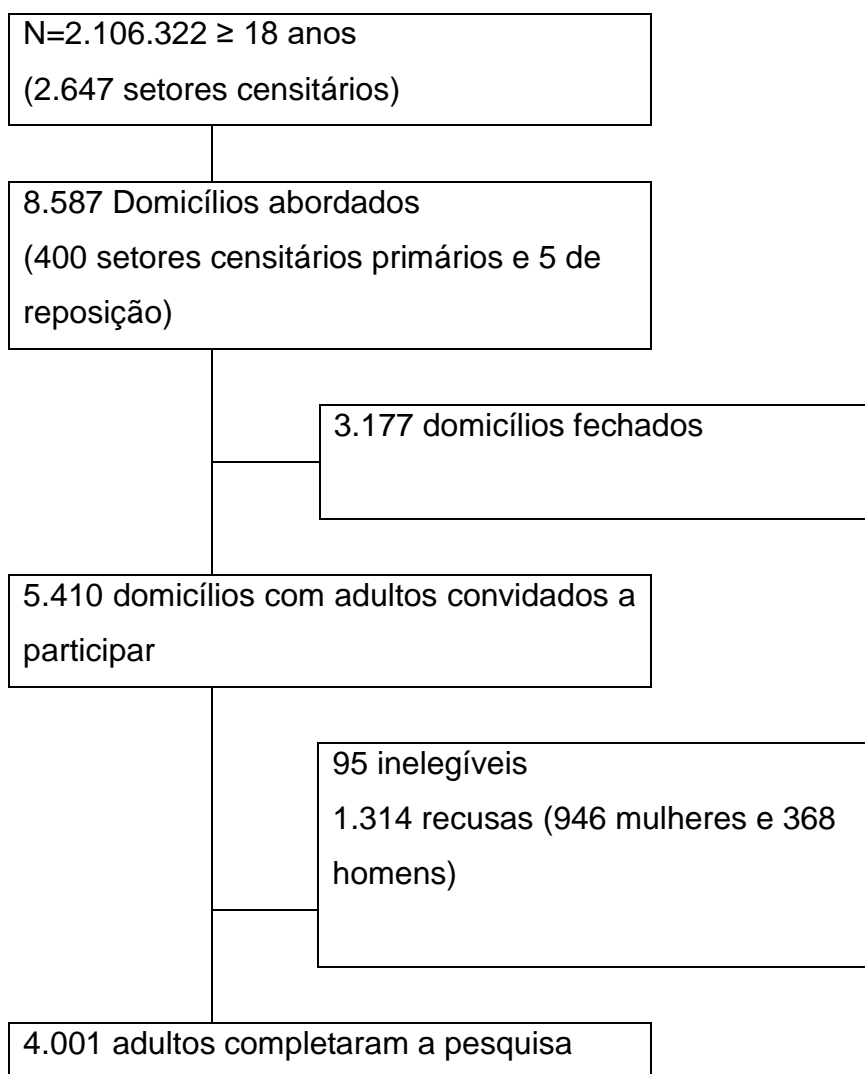 N=2.106.322 ≥ 18 anos
(2.647 setores censitários)
8.587 Domicílios abordados
(400 setores censitários primários e 5 de
reposição)
3.177 domicílios fechados
5.410 domicílios com adultos convidados a
participar
95 inelegíveis
1.314 recusas (946 mulheres e 368
homens)
4.001 adultos completaram a pesquisa